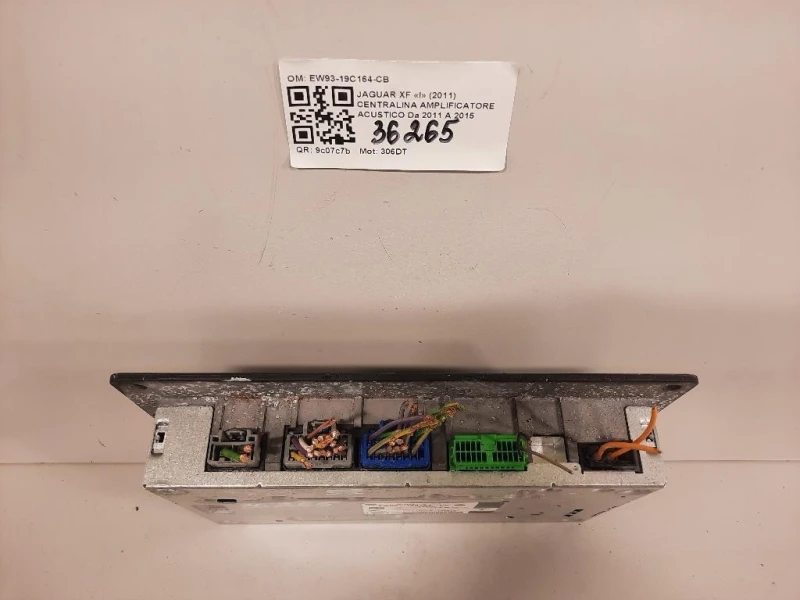 OM: EW93-19C164-CB
JAGUAR XF «I» (2011)
CENTRALINA AMPLIFICATORE
ACUSTICO Da 2011 A 2015
36265
QR: 9c07c7b Mot: 306DT